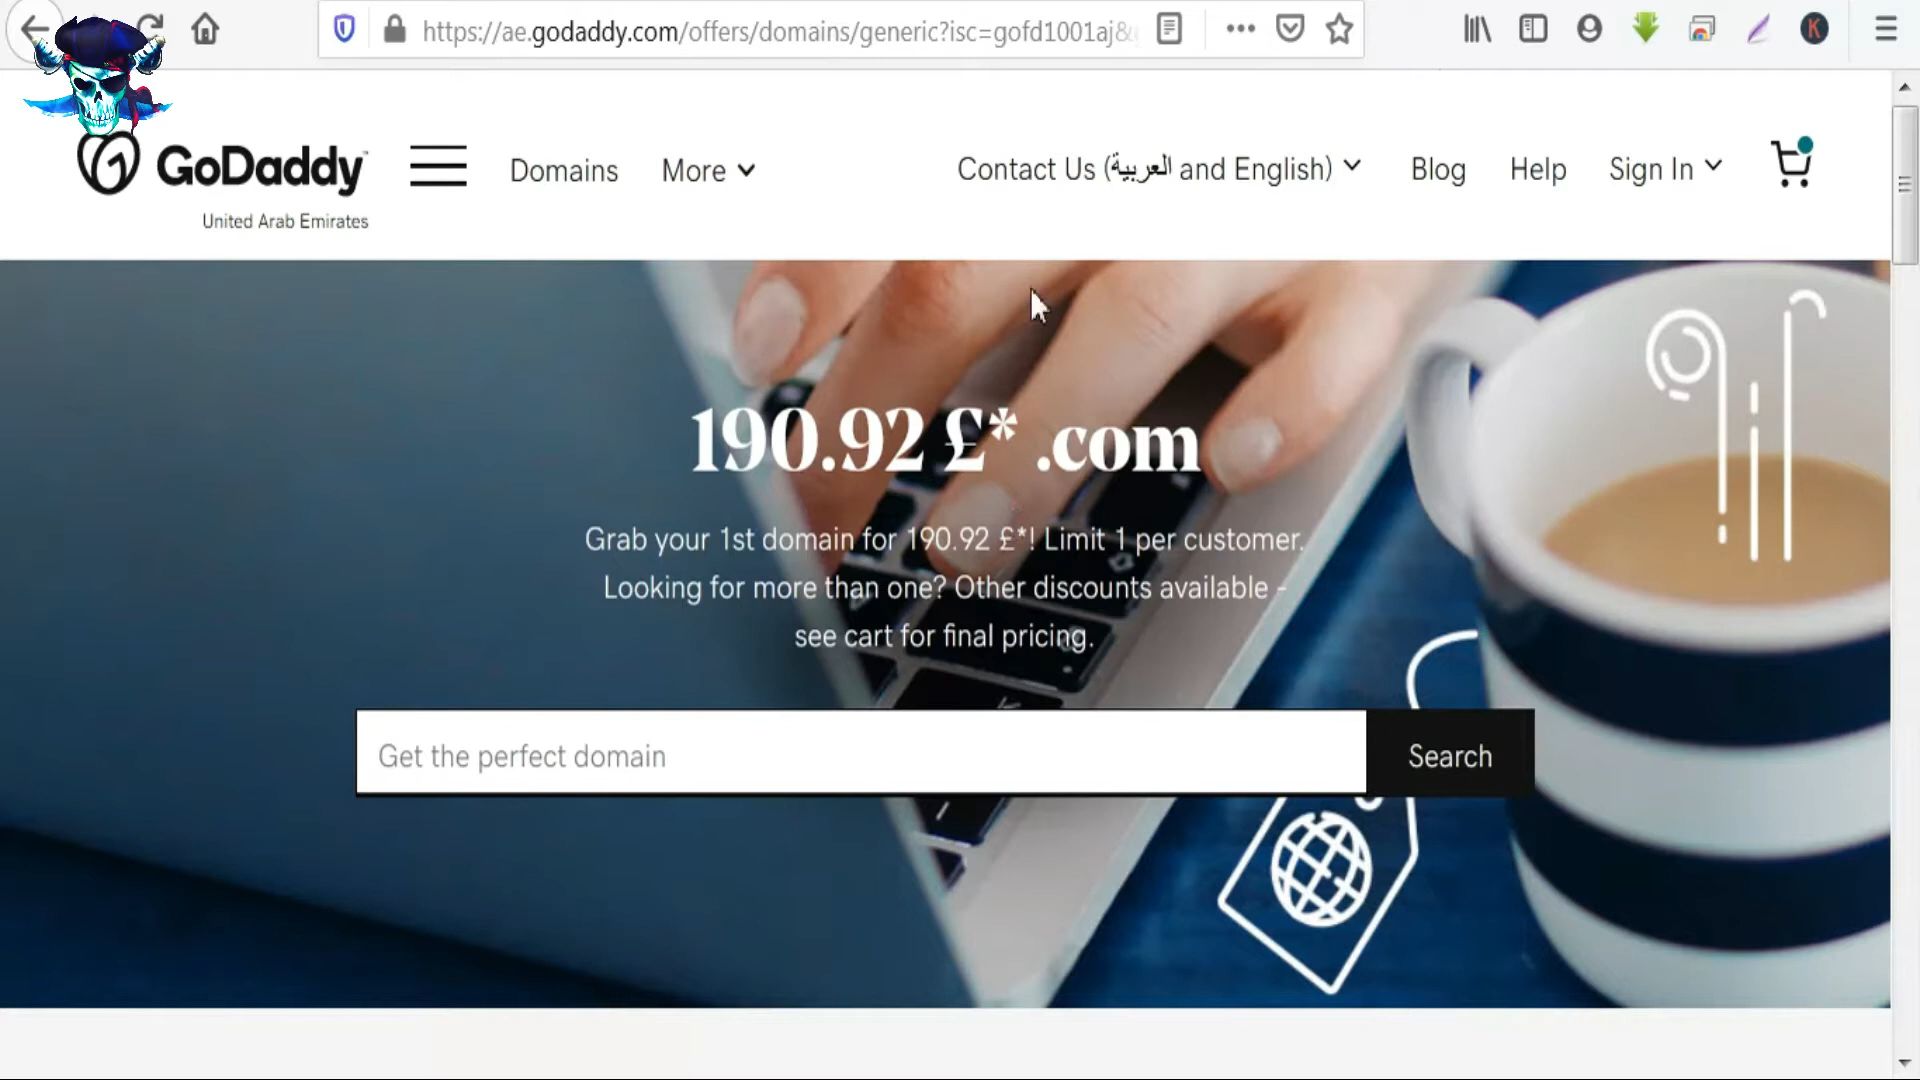 https://ae.godaddy.com/offers/domains/generic?isc=gofd1001aj&
K
GoDaddy
United Arab Emirates
Domains
More
Contact Us (العربية and English)
Blog
Help
Sign In
190.92 £* .com
Grab your 1st domain for 190.92 £*! Limit 1 per customer.
Looking for more than one? Other discounts available -
see cart for final pricing.
Get the perfect domain
Search